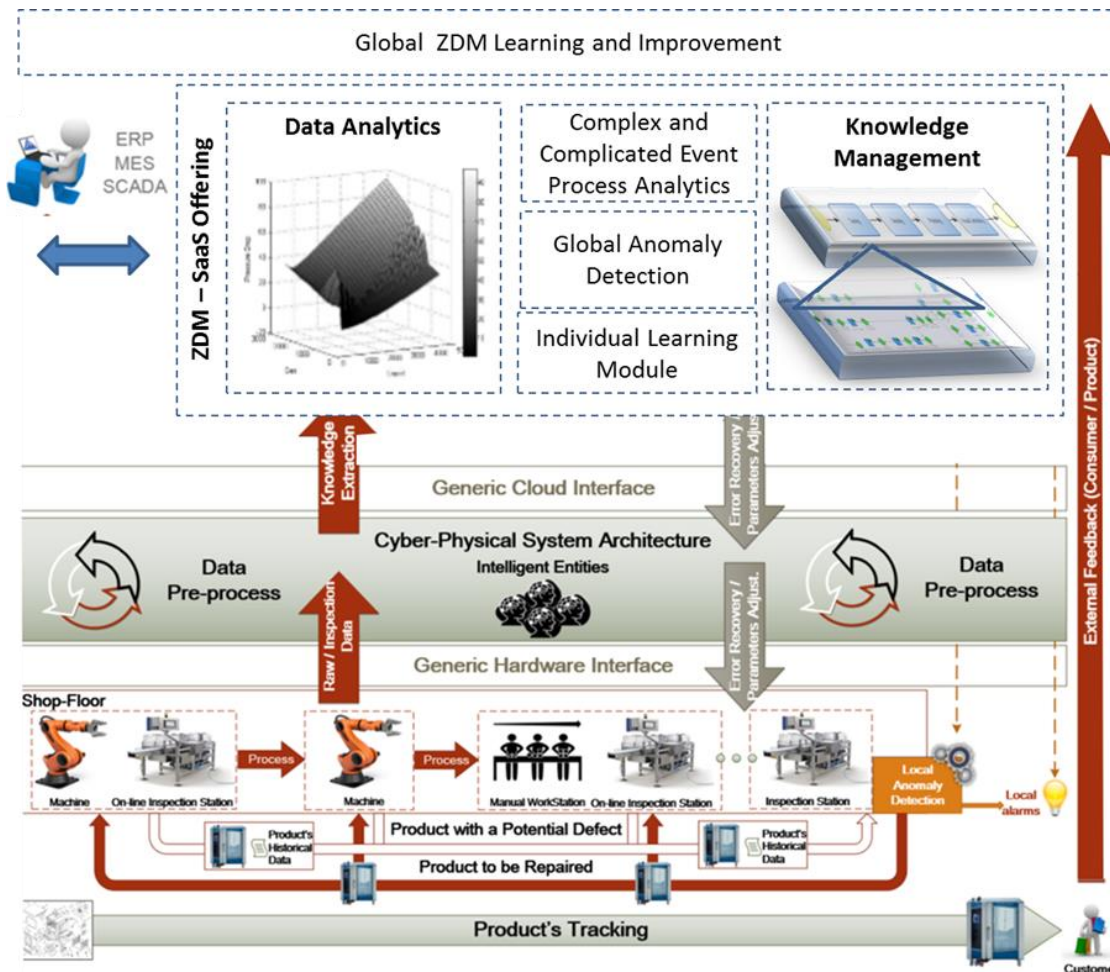 Global ZDM Learning and Improvement
ERP
MES
SCADA
ZDM – SaaS Offering
Data Analytics
Complex and
Complicated Event
Process Analytics
Global Anomaly
Detection
Individual Learning
Module
Knowledge
Management
External Feedback (Consumer / Product)
Knowledge
Extraction
Error Recovery /
Parameters Adjust.
Generic Cloud Interface
Cyber-Physical System Architecture
Intelligent Entities
Data
Pre-process
Data
Pre-process
Raw / Inspection
Data
Error Recovery /
Parameters Adjust.
Generic Hardware Interface
Shop-Floor
Process
Process
Machine
On-line Inspection Station
Machine
Manual WorkStation
On-line Inspection Station
Inspection Station
Local
Anomaly
Detection
Local
alarms
Product with a Potential Defect
Product's
Historical
Data
Product's
Historical
Data
Product to be Repaired
Product's Tracking
Custome